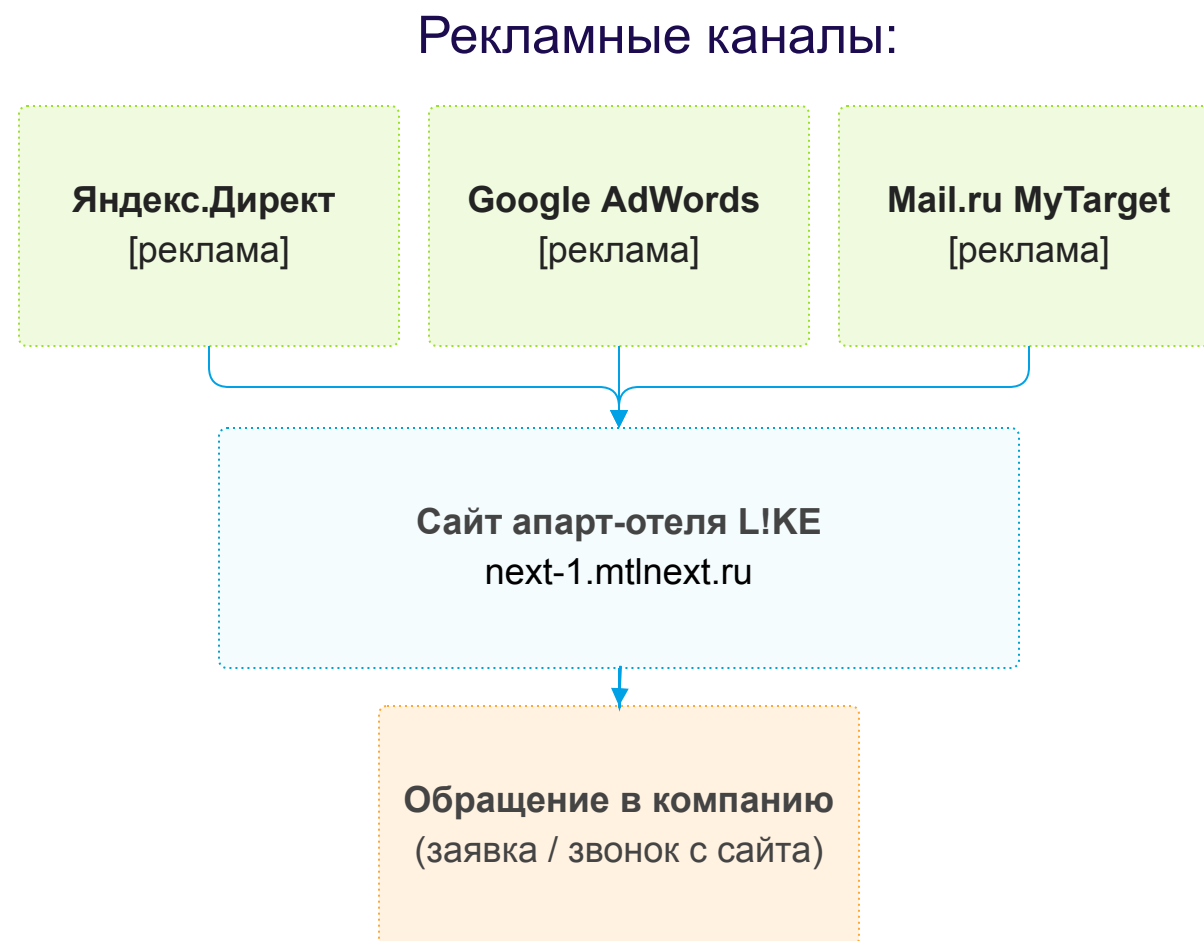 Рекламные каналы:
Яндекс.Директ
[реклама]
Google AdWords
[реклама]
Mail.ru MyTarget
[реклама]
Сайт апарт-отеля L!KE
next-1.mtlnext.ru
Обращение в компанию
(заявка / звонок с сайта)